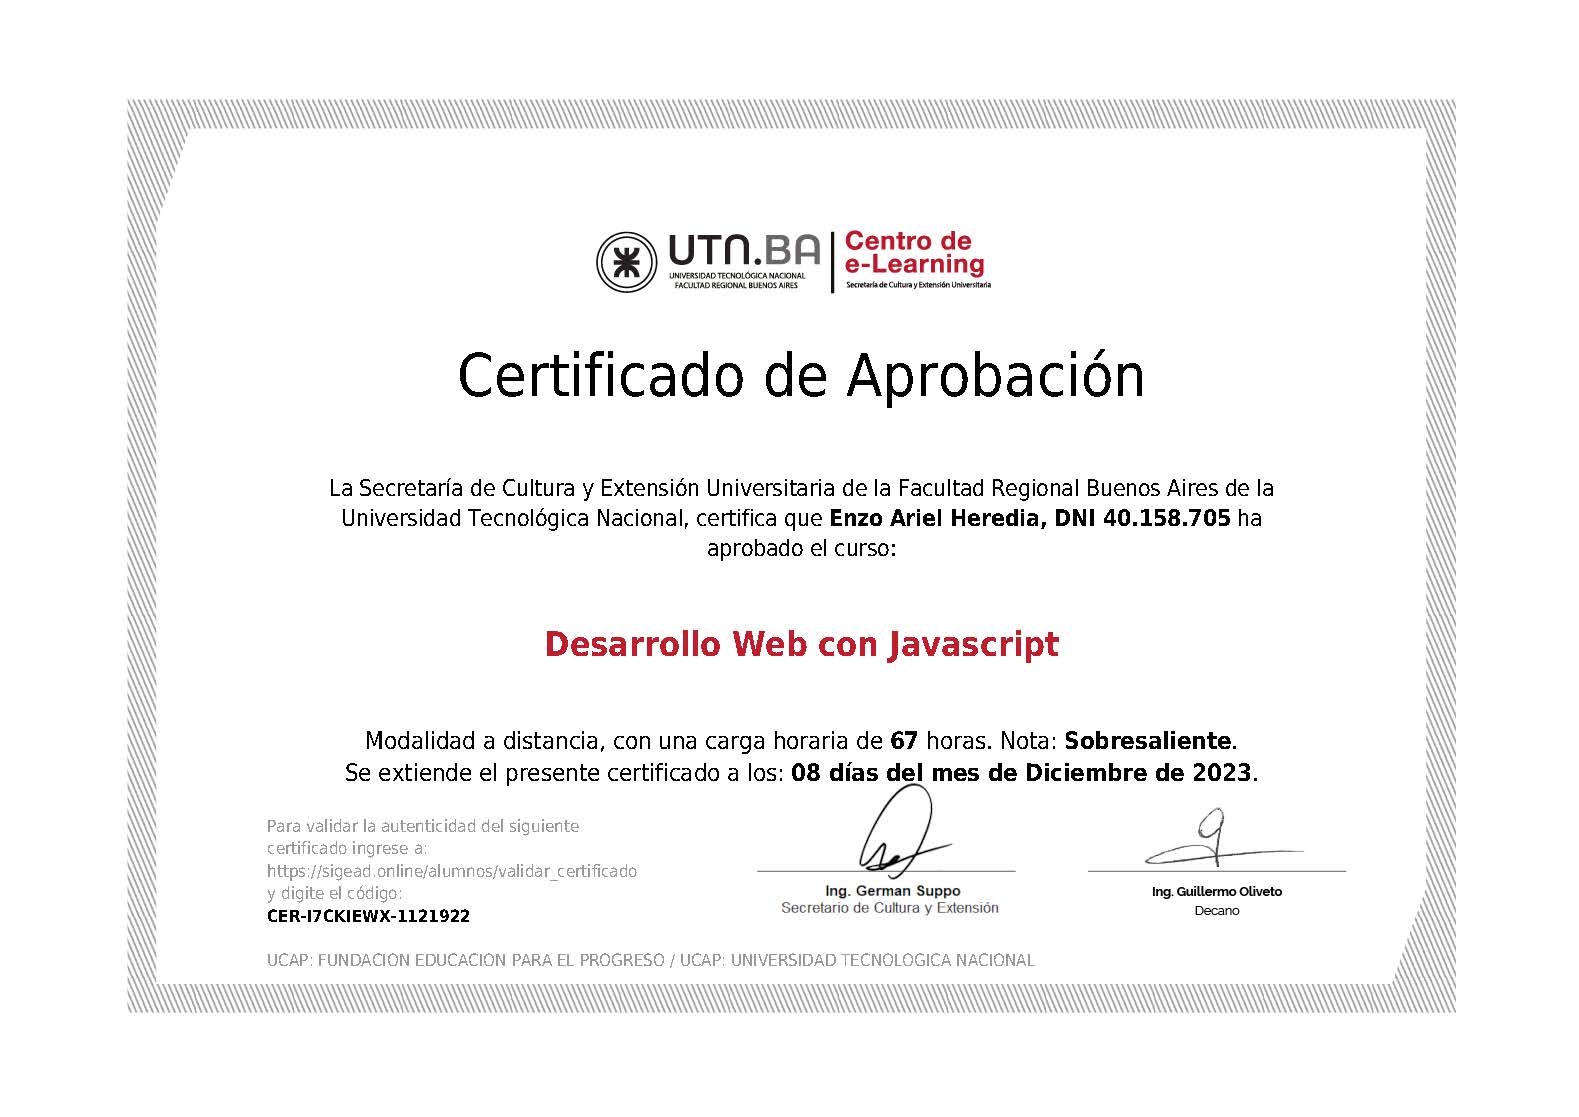 UTN.BA
UNIVERSIDAD TECNOLÓGICA NACIONAL
FACULTAD REGIONAL BUENOS AIRES
Centro de
e-Learning
Secretaría de Cultura y Extensión Universitaria
Certificado de Aprobación
La Secretaría de Cultura y Extensión Universitaria de la Facultad Regional Buenos Aires de la
Universidad Tecnológica Nacional, certifica que Enzo Ariel Heredia, DNI 40.158.705 ha
aprobado el curso:
Desarrollo Web con Javascript
Modalidad a distancia, con una carga horaria de 67 horas. Nota: Sobresaliente.
Se extiende el presente certificado a los: 08 días del mes de Diciembre de 2023.
Para validar la autenticidad del siguiente
certificado ingrese a:
https://sigead.online/alumnos/validar_certificado
y digite el código:
CER-I7CKIEWX-1121922
Ing. German Suppo
Secretario de Cultura y Extensión
Ing. Guillermo Oliveto
Decano
UCAP: FUNDACION EDUCACION PARA EL PROGRESO / UCAP: UNIVERSIDAD TECNOLOGICA NACIONAL